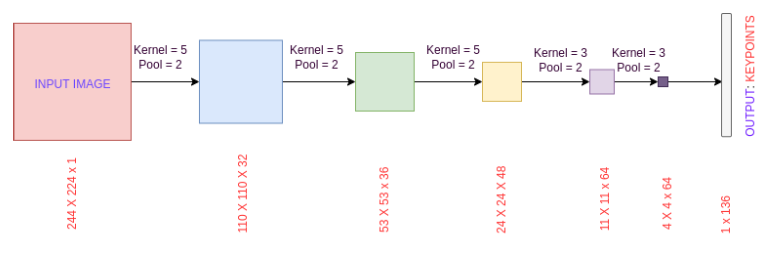 INPUT IMAGE
Kernel = 5
Pool = 2
Kernel = 5
Pool = 2
Kernel = 5
Pool = 2
Kernel = 3
Pool = 2
Kernel = 3
Pool = 2
OUTPUT: KEYPOINTS
244 X 224 x 1
110 X 110 X 32
53 X 53 x 36
24 X 24 X 48
11 X 11 x 64
4 X 4 x 64
1 x 136